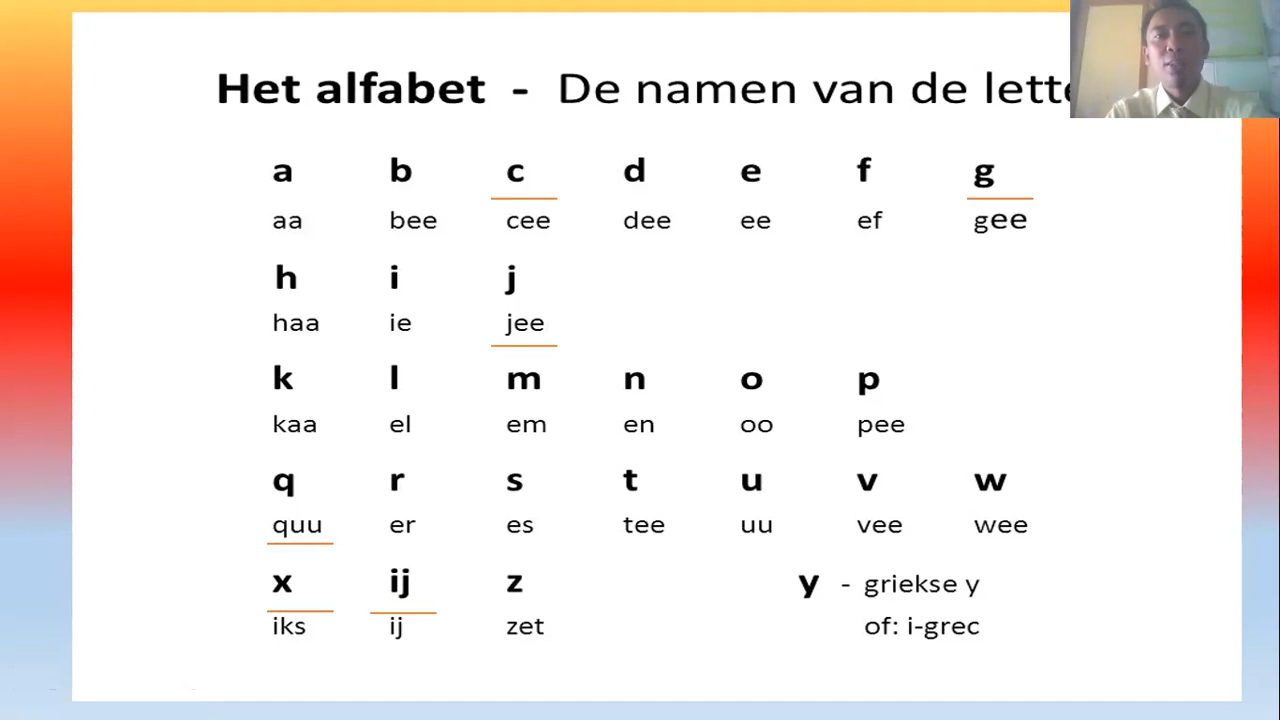 Het alfabet - De namen van de
a b c d e f g
aa bee cee dee ee ef gee
h i j
haa ie jee
k l m n o p
kaa el em en oo pee
q r s t u v w
quu er es tee uu vee wee
x ij z y - griekse y
iks ij zet of: i-grec